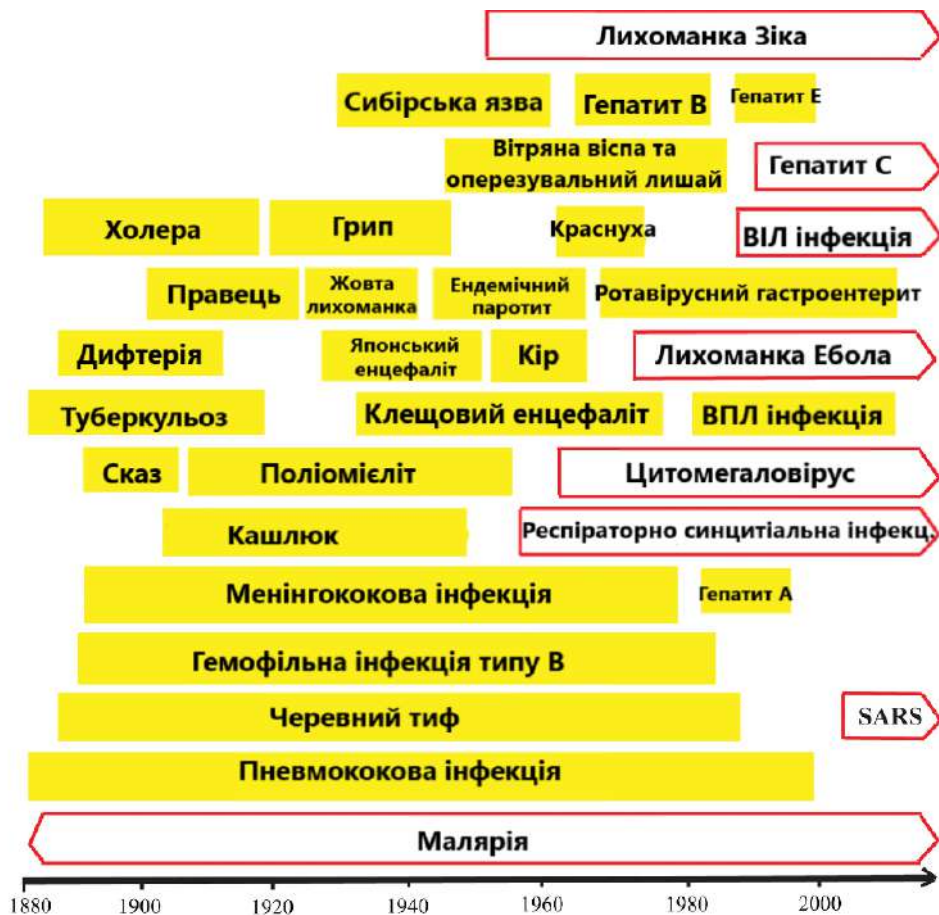 Лихоманка Зіка
Сибірська язва
Гепатит В
Гепатит Е
Вітряна віспа та
оперезувальний лишай
Гепатит С
Холера
Грип
Краснуха
ВІЛ інфекція
Правець
Жовта
лихоманка
Ендемічний
паротит
Ротавірусний гастроентерит
Дифтерія
Японський
енцефаліт
Кір
Лихоманка Ебола
Туберкульоз
Клещовий енцефаліт
ВПЛ інфекція
Сказ
Поліомієліт
Цитомегаловірус
Кашлюк
Респіраторно синцитіальна інфекц.
Менінгококова інфекція
Гепатит А
Гемофільна інфекція типу В
Черевний тиф
SARS
Пневмококова інфекція
Малярія
1880 1900 1920 1940 1960 1980 2000